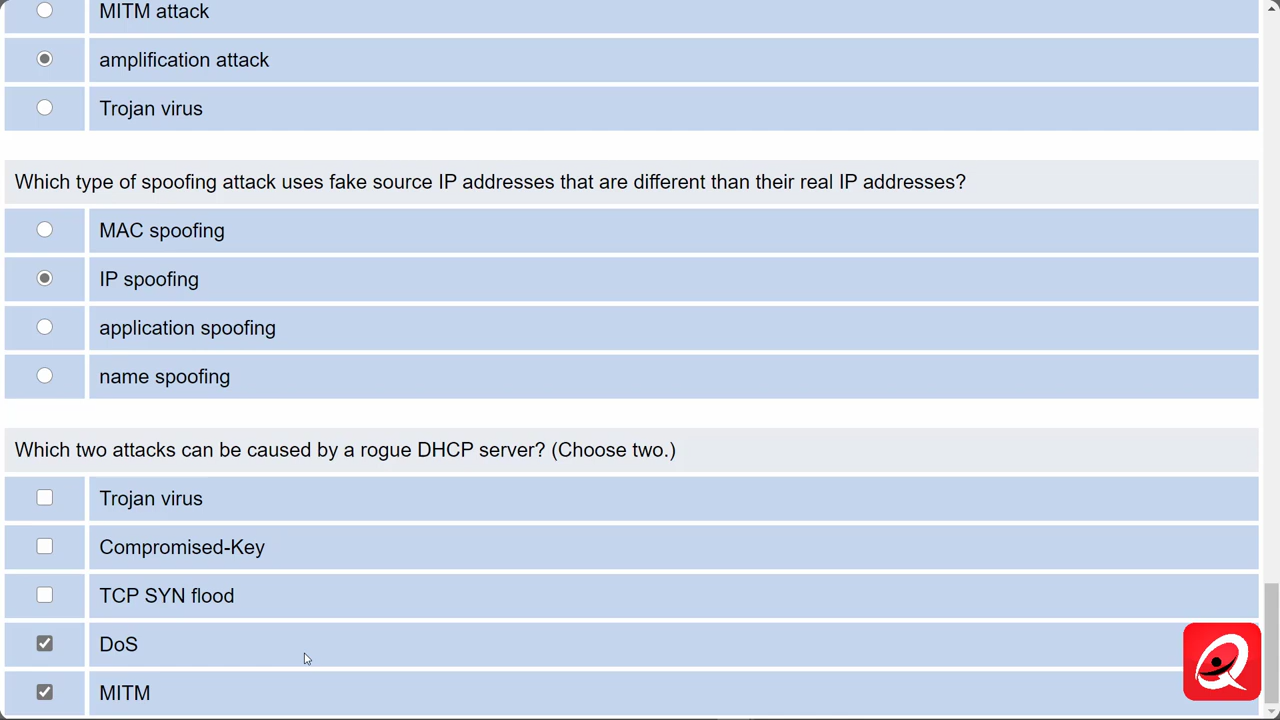 MITM attack
amplification attack
Trojan virus
Which type of spoofing attack uses fake source IP addresses that are different than their real IP addresses?
MAC spoofing
IP spoofing
application spoofing
name spoofing
Which two attacks can be caused by a rogue DHCP server? (Choose two.)
Trojan virus
Compromised-Key
TCP SYN flood
DoS
MITM